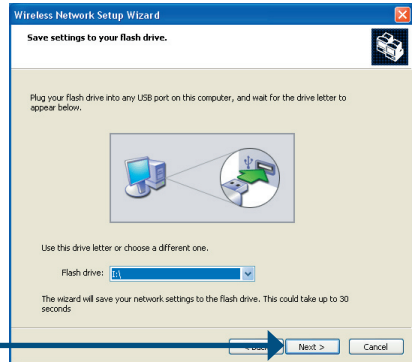 Wireless Network Setup Wizard
Save settings to your flash drive.
Plug your flash drive into any USB port on this computer, and wait for the drive letter to
appear below.
Use this drive letter or choose a different one.
Flash drive: I:\
The wizard will save your network settings to the flash drive. This could take up to 30
seconds
Next > Cancel